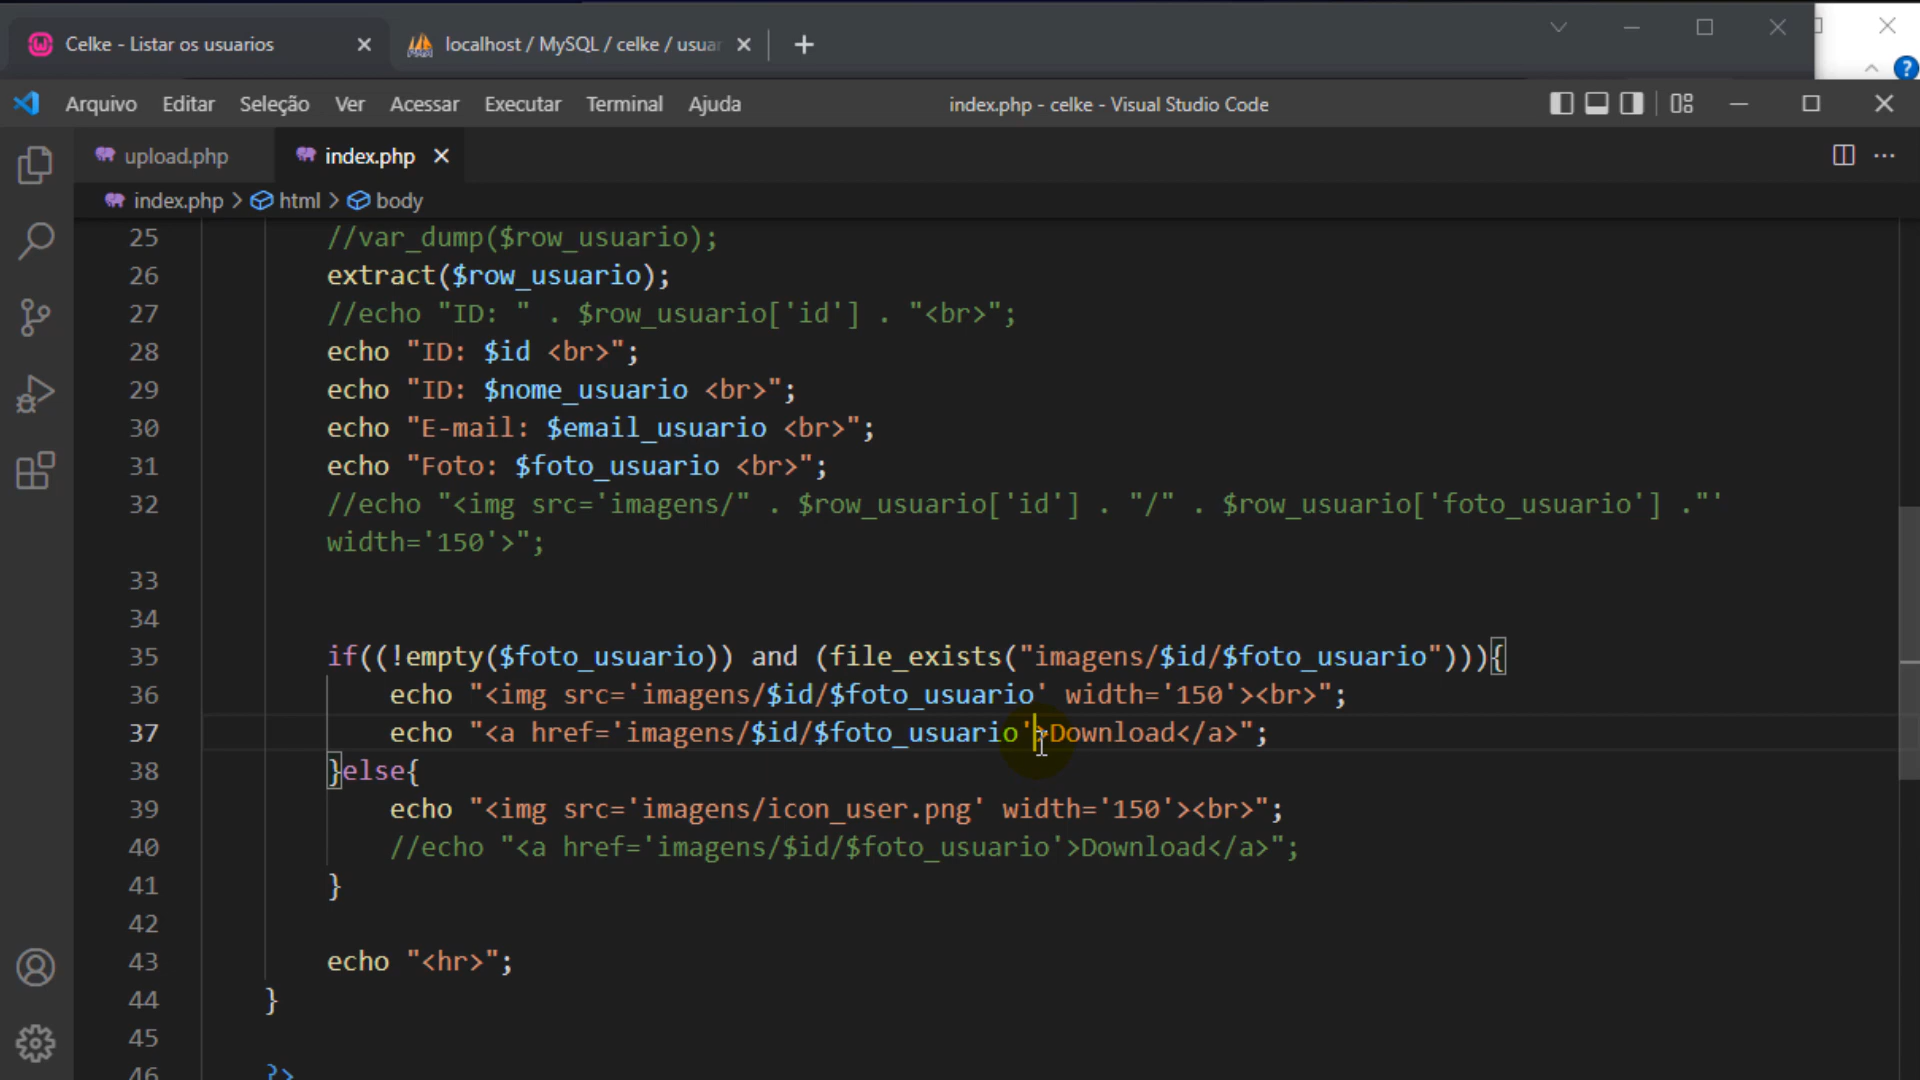 Celke - Listar os usuarios
localhost / MySQL / celke / usuar
Arquivo Editar Seleção Ver Acessar Executar Terminal Ajuda
index.php - celke - Visual Studio Code
upload.php
index.php
index.php > html > body
25 //var_dump($row_usuario);
26 extract($row_usuario);
27 //echo "ID: " . $row_usuario['id'] . "<br>";
28 echo "ID: $id <br>";
29 echo "ID: $nome_usuario <br>";
30 echo "E-mail: $email_usuario <br>";
31 echo "Foto: $foto_usuario <br>";
32 //echo "<img src='imagens/" . $row_usuario['id'] . "/" . $row_usuario['foto_usuario'] ."'
width='150'>";
33
34
35 if((!empty($foto_usuario)) and (file_exists("imagens/$id/$foto_usuario"))){
36 echo "<img src='imagens/$id/$foto_usuario' width='150'><br>";
37 echo "<a href='imagens/$id/$foto_usuario'>Download</a>";
38 }else{
39 echo "<img src='imagens/icon_user.png' width='150'><br>";
40 //echo "<a href='imagens/$id/$foto_usuario'>Download</a>";
41 }
42
43 echo "<hr>";
44 }
45
46 ?>